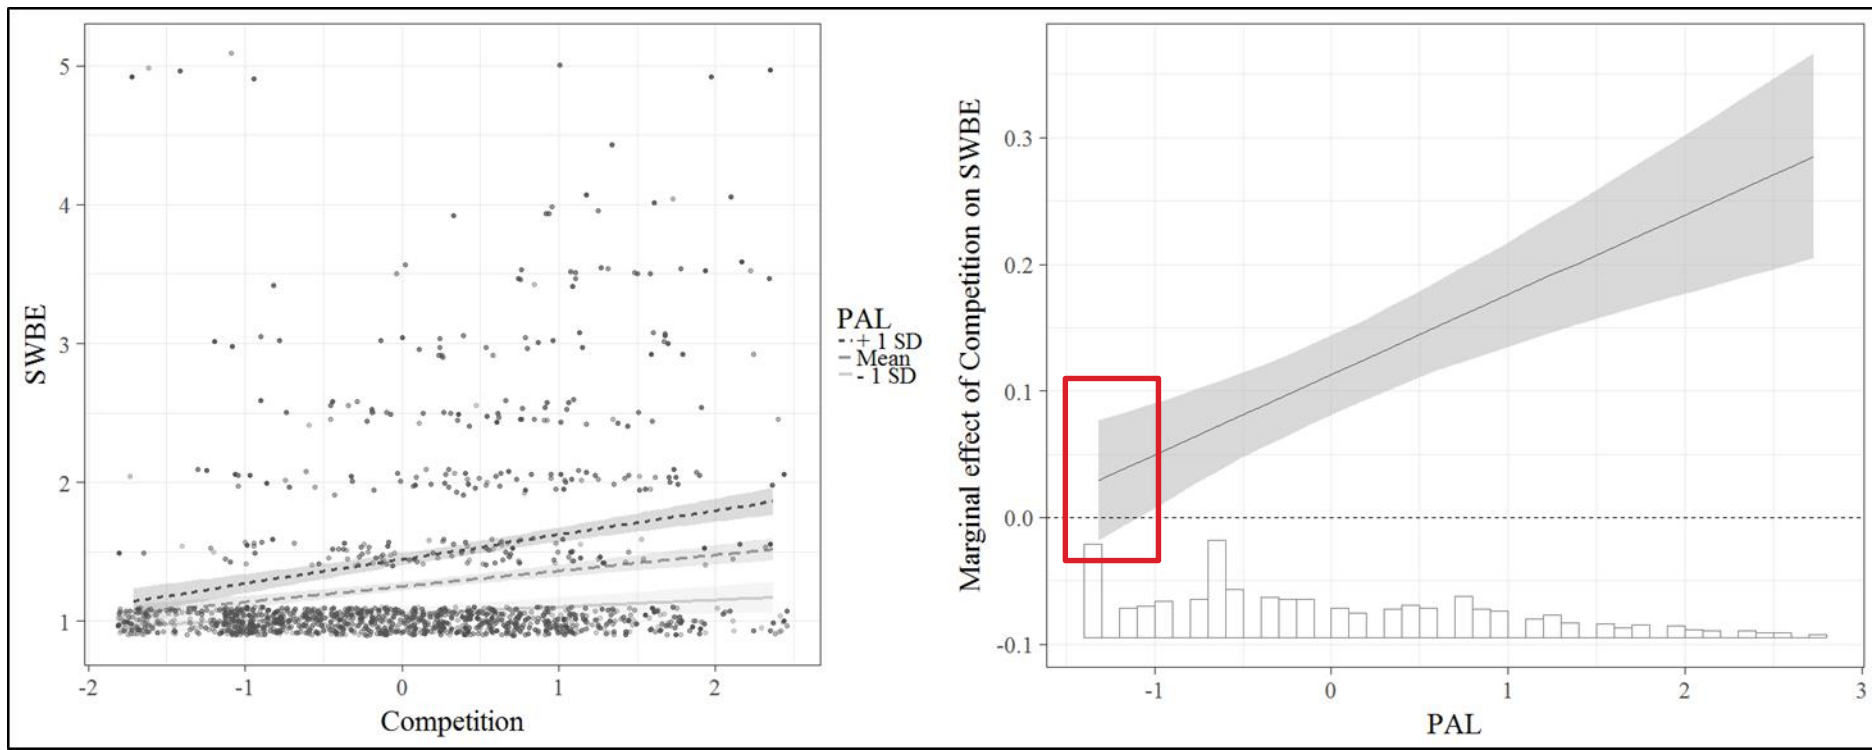 5
4
3
2
1
SWBE
-2
-1
0
1
2
Competition
PAL
+ 1 SD
Mean
- 1 SD
Marginal effect of Competition on SWBE
0.3
0.2
0.1
0.0
-0.1
-1
0
1
2
3
PAL